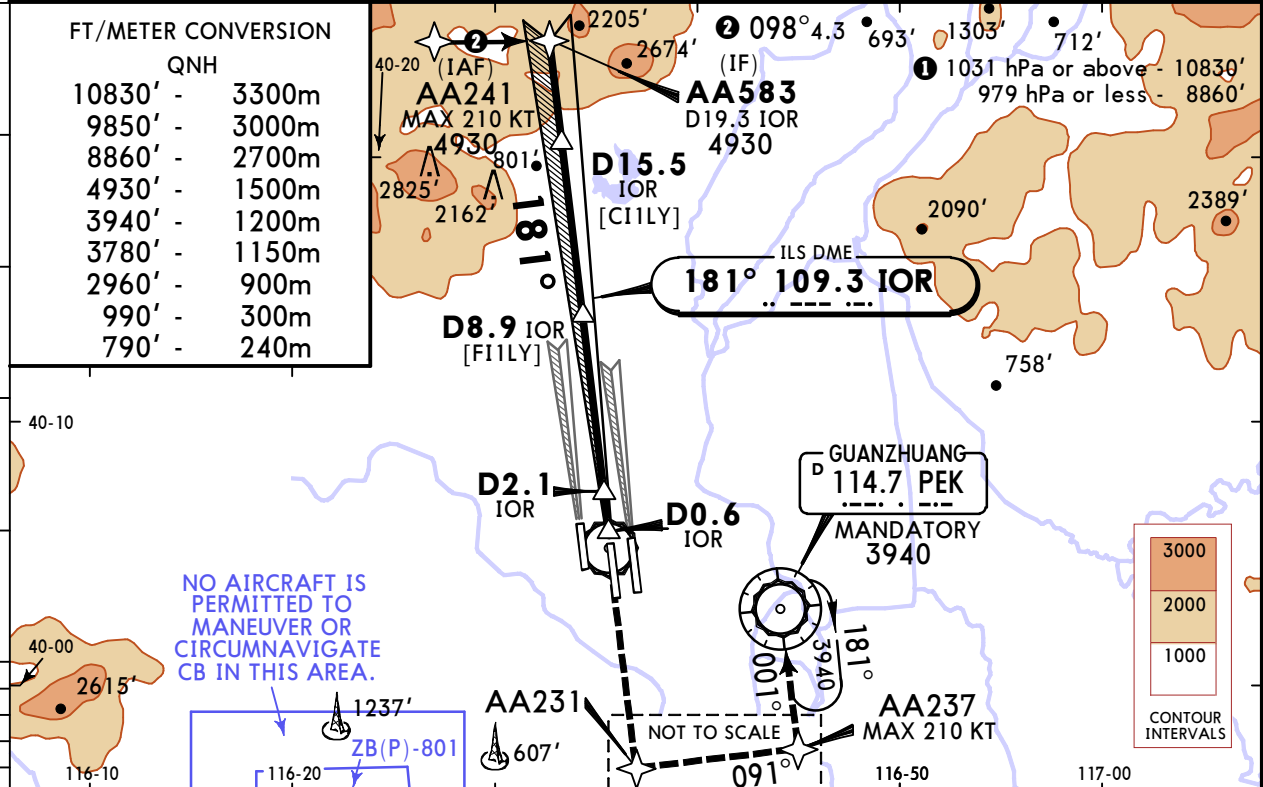 FT/METER CONVERSION
QNH
10830' - 3300m
9850' - 3000m
8860' - 2700m
4930' - 1500m
3940' - 1200m
3780' - 1150m
2960' - 900m
990' - 300m
790' - 240m
2205'
2674'
❷ 098° 4.3
693'
1303'
712'
❶ 1031 hPa or above - 10830'
979 hPa or less - 8860'
40-20
❷
(IAF)
AA241
MAX 210 KT
4930
(IF)
AA583
D19.3 IOR
4930
801'
2825'
2162'
D15.5
IOR
[CI1LY]
181°
2090'
2389'
ILS DME
181° 109.3 IOR
D8.9 IOR
[FI1LY]
758'
40-10
GUANZHUANG
D 114.7 PEK
MANDATORY
3940
D2.1
IOR
D0.6
IOR
3000
2000
1000
CONTOUR
INTERVALS
NO AIRCRAFT IS
PERMITTED TO
MANEUVER OR
CIRCUMNAVIGATE
CB IN THIS AREA.
40-00
2615'
1237'
ZB(P)-801
607'
AA231
NOT TO SCALE
091°
001°
3940
181°
AA237
MAX 210 KT
116-10
116-20
116-50
117-00